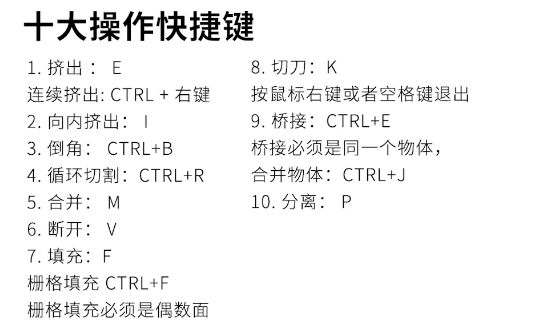 十大操作快捷键
1. 挤出： E
连续挤出: CTRL + 右键
2. 向内挤出： I
3. 倒角： CTRL+B
4. 循环切割：CTRL+R
5. 合并： M
6. 断开： V
7. 填充：F
栅格填充 CTRL+F
栅格填充必须是偶数面
8. 切刀：K
按鼠标右键或者空格键退出
9. 桥接：CTRL+E
桥接必须是同一个物体，
合并物体：CTRL+J
10. 分离： P